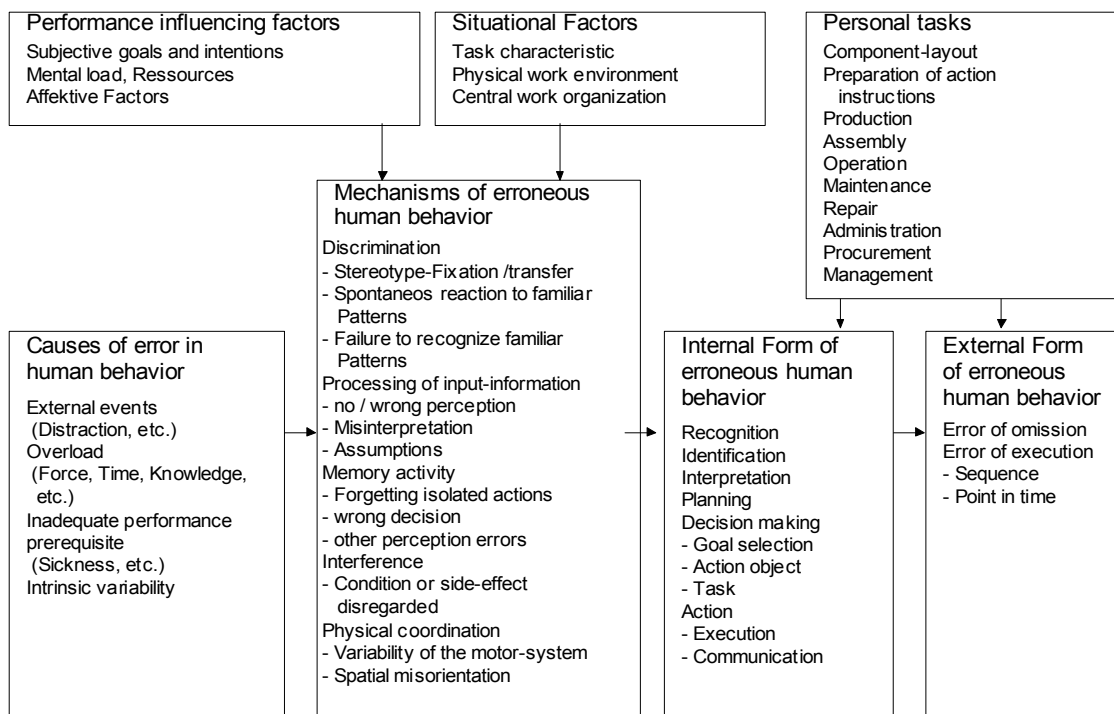 Performance influencing factors
Subjective goals and intentions
Mental load, Ressources
Affektive Factors
Situational Factors
Task characteristic
Physical work environment
Central work organization
Personal tasks
Component-layout
Preparation of action
instructions
Production
Assembly
Operation
Maintenance
Repair
Administration
Procurement
Management
Causes of error in
human behavior
External events
(Distraction, etc.)
Overload
(Force, Time, Knowledge,
etc.)
Inadequate performance
prerequisite
(Sickness, etc.)
Intrinsic variability
Mechanisms of erroneous
human behavior
Discrimination
- Stereotype-Fixation /transfer
- Spontaneos reaction to familiar
Patterns
- Failure to recognize familiar
Patterns
Processing of input-information
- no / wrong perception
- Misinterpretation
- Assumptions
Memory activity
- Forgetting isolated actions
- wrong decision
- other perception errors
Interference
- Condition or side-effect
disregarded
Physical coordination
- Variability of the motor-system
- Spatial misorientation
Internal Form of
erroneous human
behavior
Recognition
Identification
Interpretation
Planning
Decision making
- Goal selection
- Action object
- Task
Action
- Execution
- Communication
External Form
of erroneous
human behavior
Error of omission
Error of execution
- Sequence
- Point in time